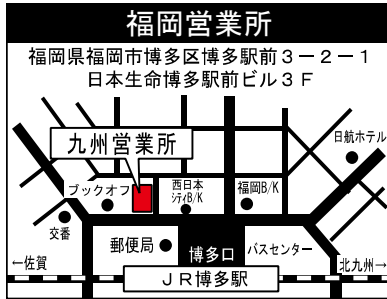 福岡営業所
福岡県福岡市博多区博多駅前３－２－１
日本生命博多駅前ビル３Ｆ
九州営業所
日航ホテル
ブックオフ
西日本
ｼﾃｨB/K
福岡B/K
交番
郵便局
博多口
バスセンター
←佐賀
北九州→
ＪＲ博多駅